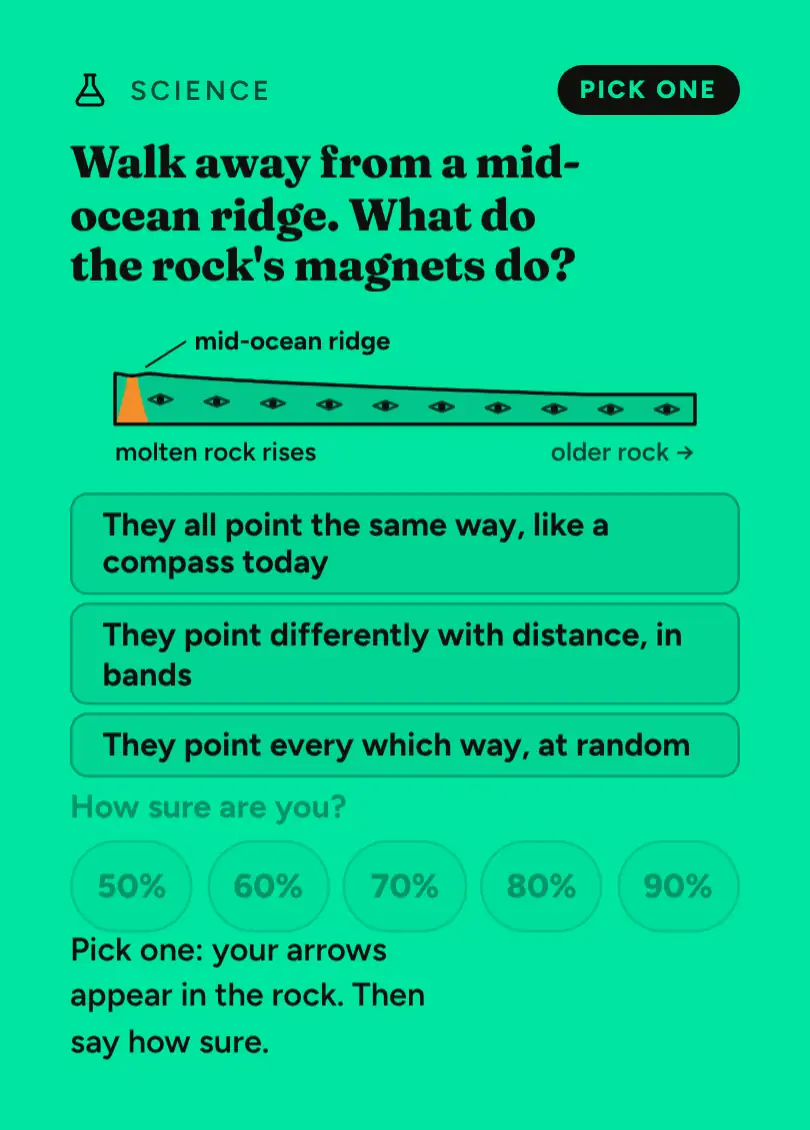 SCIENCE
PICK ONE
Walk away from a mid-
ocean ridge. What do
the rock's magnets do?
mid-ocean ridge
molten rock rises
older rock →
They all point the same way, like a
compass today
They point differently with distance, in
bands
They point every which way, at random
How sure are you?
50%
60%
70%
80%
90%
Pick one: your arrows
appear in the rock. Then
say how sure.